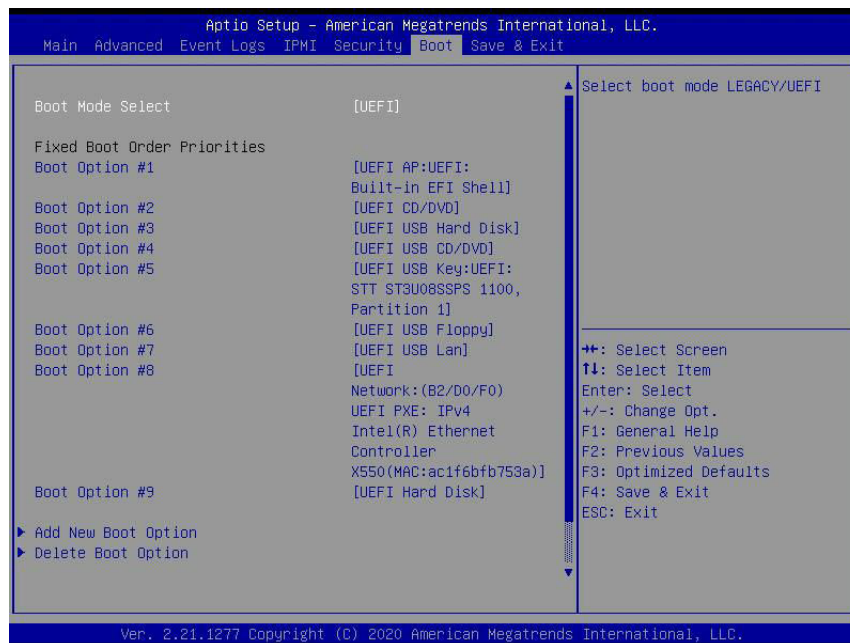 Aptio Setup – American Megatrends International, LLC.
Main Advanced Event Logs IPMI Security Boot Save & Exit
Boot Mode Select [UEFI]
Fixed Boot Order Priorities
Boot Option #1 [UEFI AP:UEFI:
Built-in EFI Shell]
Boot Option #2 [UEFI CD/DVD]
Boot Option #3 [UEFI USB Hard Disk]
Boot Option #4 [UEFI USB CD/DVD]
Boot Option #5 [UEFI USB Key:UEFI:
STT ST3U08SSPS 1100,
Partition 1]
Boot Option #6 [UEFI USB Floppy]
Boot Option #7 [UEFI USB Lan]
Boot Option #8 [UEFI
Network:(B2/D0/F0)
UEFI PXE: IPv4
Intel(R) Ethernet
Controller
X550(MAC:ac1f6bfb753a)]
Boot Option #9 [UEFI Hard Disk]
Add New Boot Option
Delete Boot Option
Select boot mode LEGACY/UEFI
→←: Select Screen
↑↓: Select Item
Enter: Select
+/-: Change Opt.
F1: General Help
F2: Previous Values
F3: Optimized Defaults
F4: Save & Exit
ESC: Exit
Ver. 2.21.1277 Copyright (C) 2020 American Megatrends International, LLC.